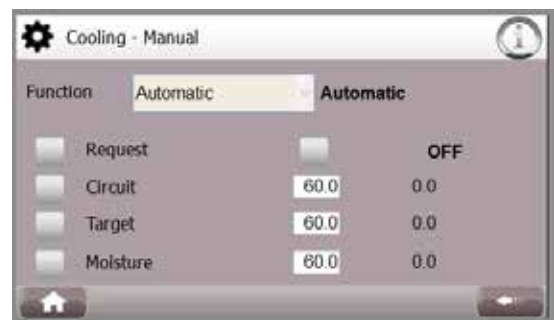 Cooling - Manual
Function Automatic Automatic
Request OFF
Circuit 60.0 0.0
Target 60.0 0.0
Moisture 60.0 0.0